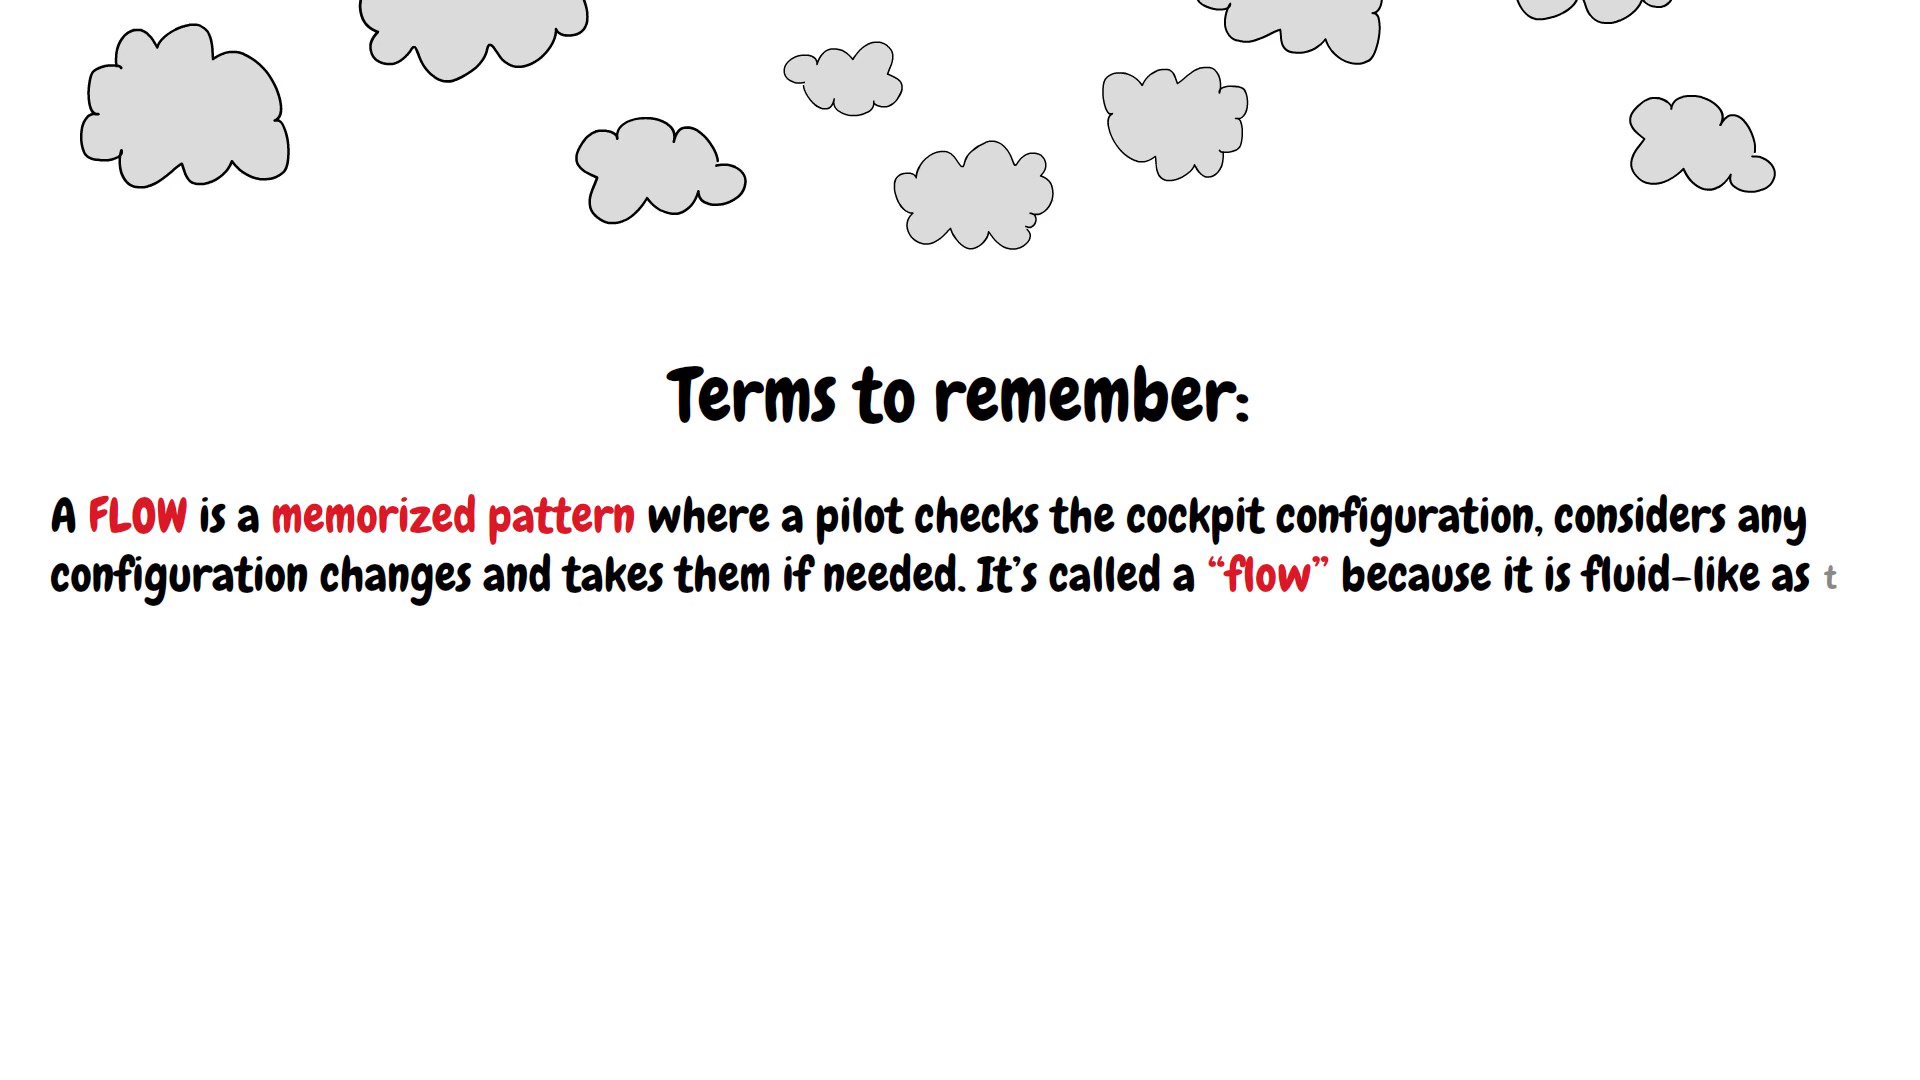 Terms to remember:
A FLOW is a memorized pattern where a pilot checks the cockpit configuration, considers any
configuration changes and takes them if needed. It’s called a “flow” because it is fluid-like as t